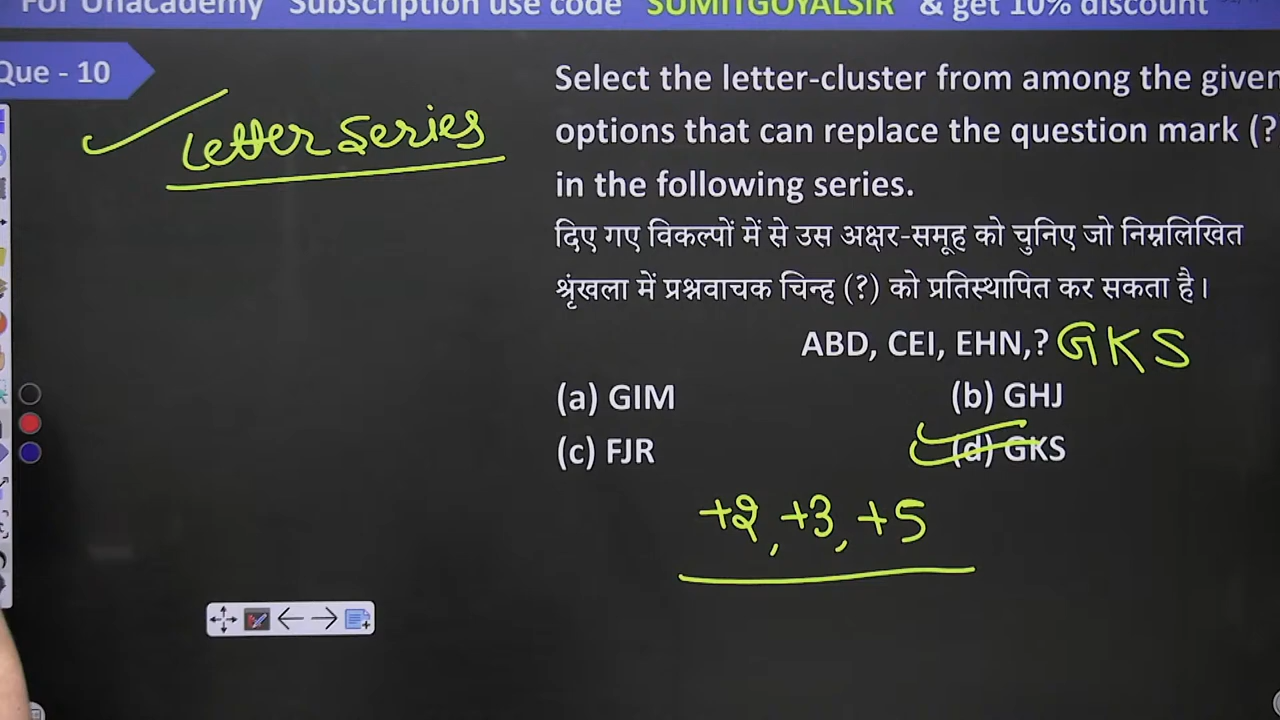 For Unacademy Subscription use code SUMITGOYALSIR & get 10% discount
Que - 10
Letter Series
Select the letter-cluster from among the given
options that can replace the question mark (?
in the following series.
दिए गए विकल्पों में से उस अक्षर-समूह को चुनिए जो निम्नलिखित
श्रृंखला में प्रश्नवाचक चिन्ह (?) को प्रतिस्थापित कर सकता है।
ABD, CEI, EHN,? GKS
(a) GIM (b) GHJ
(c) FJR (d) GKS
+2, +3, +5